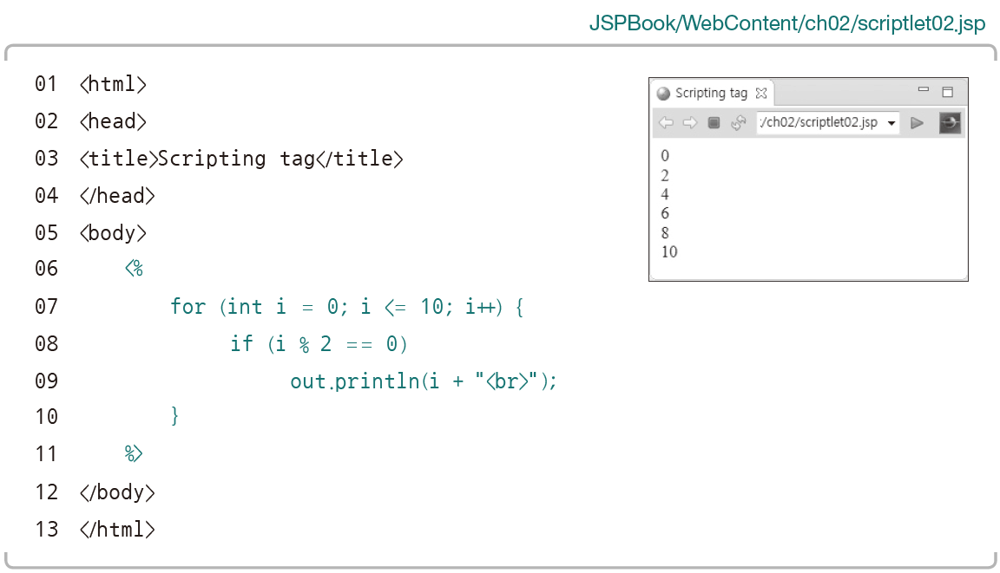 JSPBook/WebContent/ch02/scriptlet02.jsp
01 <html>
02 <head>
03 <title>Scripting tag</title>
04 </head>
05 <body>
06 <%
07 for (int i = 0; i <= 10; i++) {
08 if (i % 2 == 0)
09 out.println(i + "<br>");
10 }
11 %>
12 </body>
13 </html>
Scripting tag
:/ch02/scriptlet02.jsp
0
2
4
6
8
10